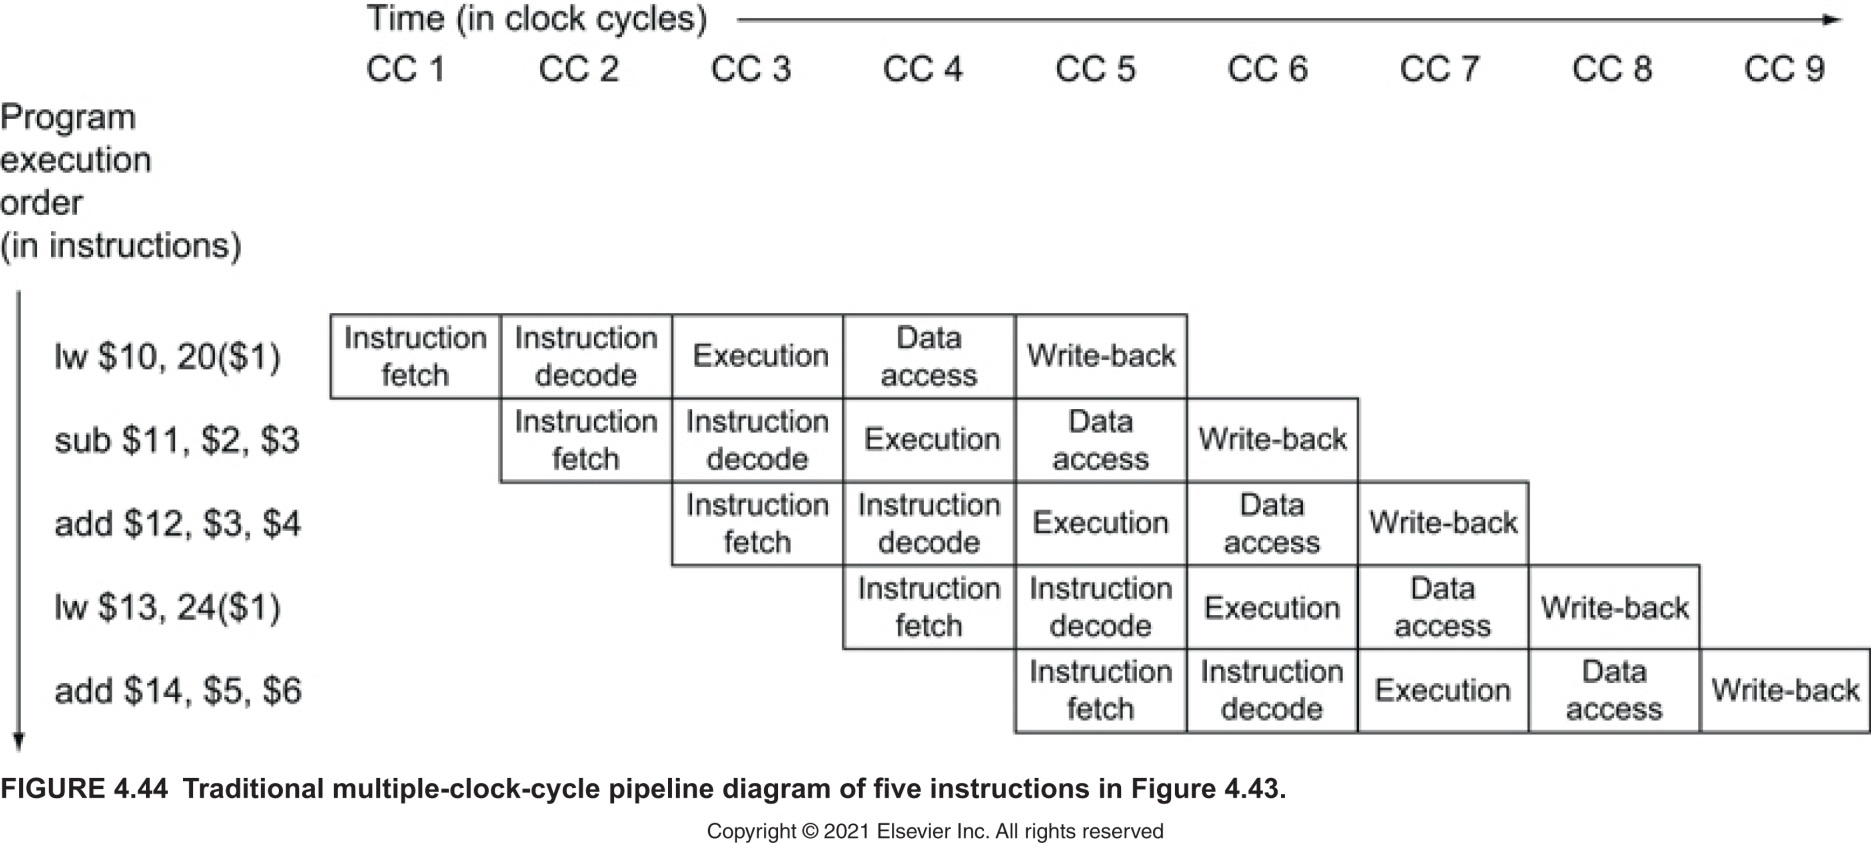 Time (in clock cycles)
CC 1 CC 2 CC 3 CC 4 CC 5 CC 6 CC 7 CC 8 CC 9
Program
execution
order
(in instructions)
lw $10, 20($1)
Instruction
fetch
Instruction
decode
Execution
Data
access
Write-back
sub $11, $2, $3
Instruction
fetch
Instruction
decode
Execution
Data
access
Write-back
add $12, $3, $4
Instruction
fetch
Instruction
decode
Execution
Data
access
Write-back
lw $13, 24($1)
Instruction
fetch
Instruction
decode
Execution
Data
access
Write-back
add $14, $5, $6
Instruction
fetch
Instruction
decode
Execution
Data
access
Write-back
FIGURE 4.44 Traditional multiple-clock-cycle pipeline diagram of five instructions in Figure 4.43.
Copyright © 2021 Elsevier Inc. All rights reserved